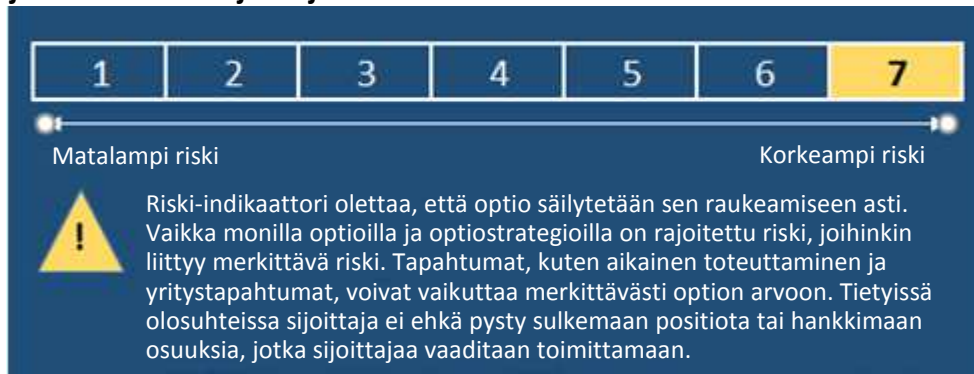 1 2 3 4 5 6 7
Matalampi riski Korkeampi riski
Riski-indikaattori olettaa, että optio säilytetään sen raukeamiseen asti.
Vaikka monilla optioilla ja optiostrategioilla on rajoitettu riski, joihinkin
liittyy merkittävä riski. Tapahtumat, kuten aikainen toteuttaminen ja
yritystapahtumat, voivat vaikuttaa merkittävästi option arvoon. Tietyissä
olosuhteissa sijoittaja ei ehkä pysty sulkemaan positiota tai hankkimaan
osuuksia, jotka sijoittajaa vaaditaan toimittamaan.